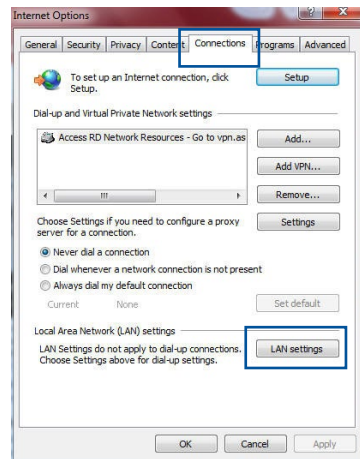 Internet Options
General Security Privacy Content Connections Programs Advanced
To set up an Internet connection, click
Setup.
Setup
Dial-up and Virtual Private Network settings
Access RD Network Resources - Go to vpn.as
Add...
Add VPN...
Remove...
Choose Settings if you need to configure a proxy
server for a connection.
Settings
Never dial a connection
Dial whenever a network connection is not present
Always dial my default connection
Current None
Set default
Local Area Network (LAN) settings
LAN Settings do not apply to dial-up connections.
Choose Settings above for dial-up settings.
LAN settings
OK Cancel Apply